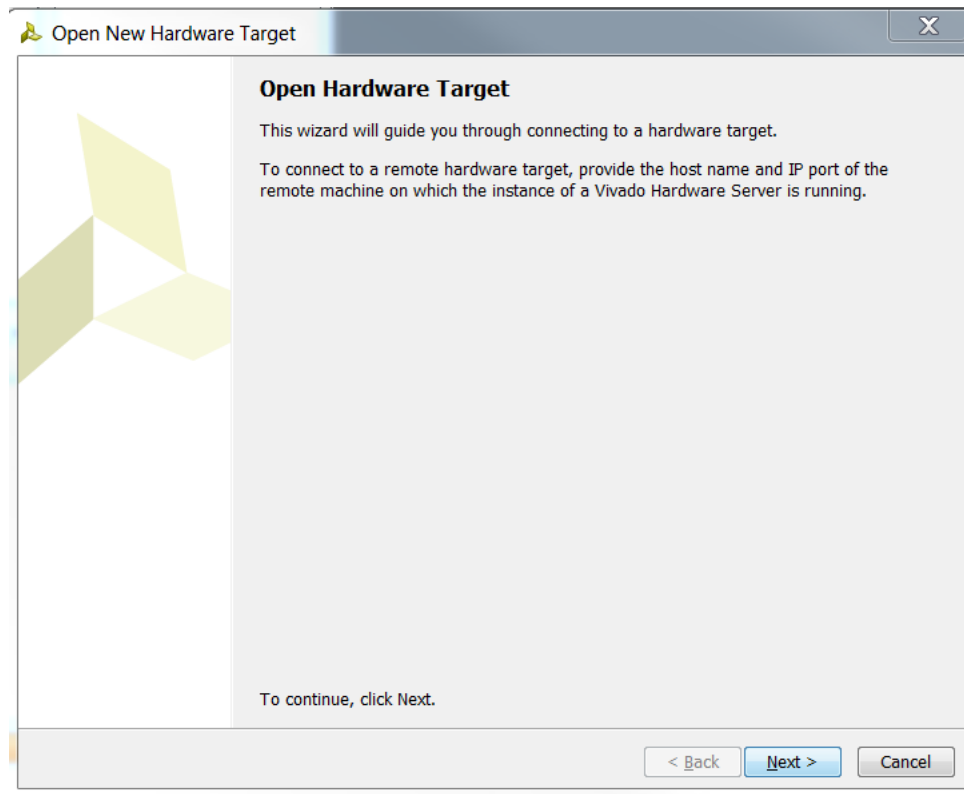 Open New Hardware Target
X
Open Hardware Target
This wizard will guide you through connecting to a hardware target.
To connect to a remote hardware target, provide the host name and IP port of the
remote machine on which the instance of a Vivado Hardware Server is running.
To continue, click Next.
< Back Next > Cancel